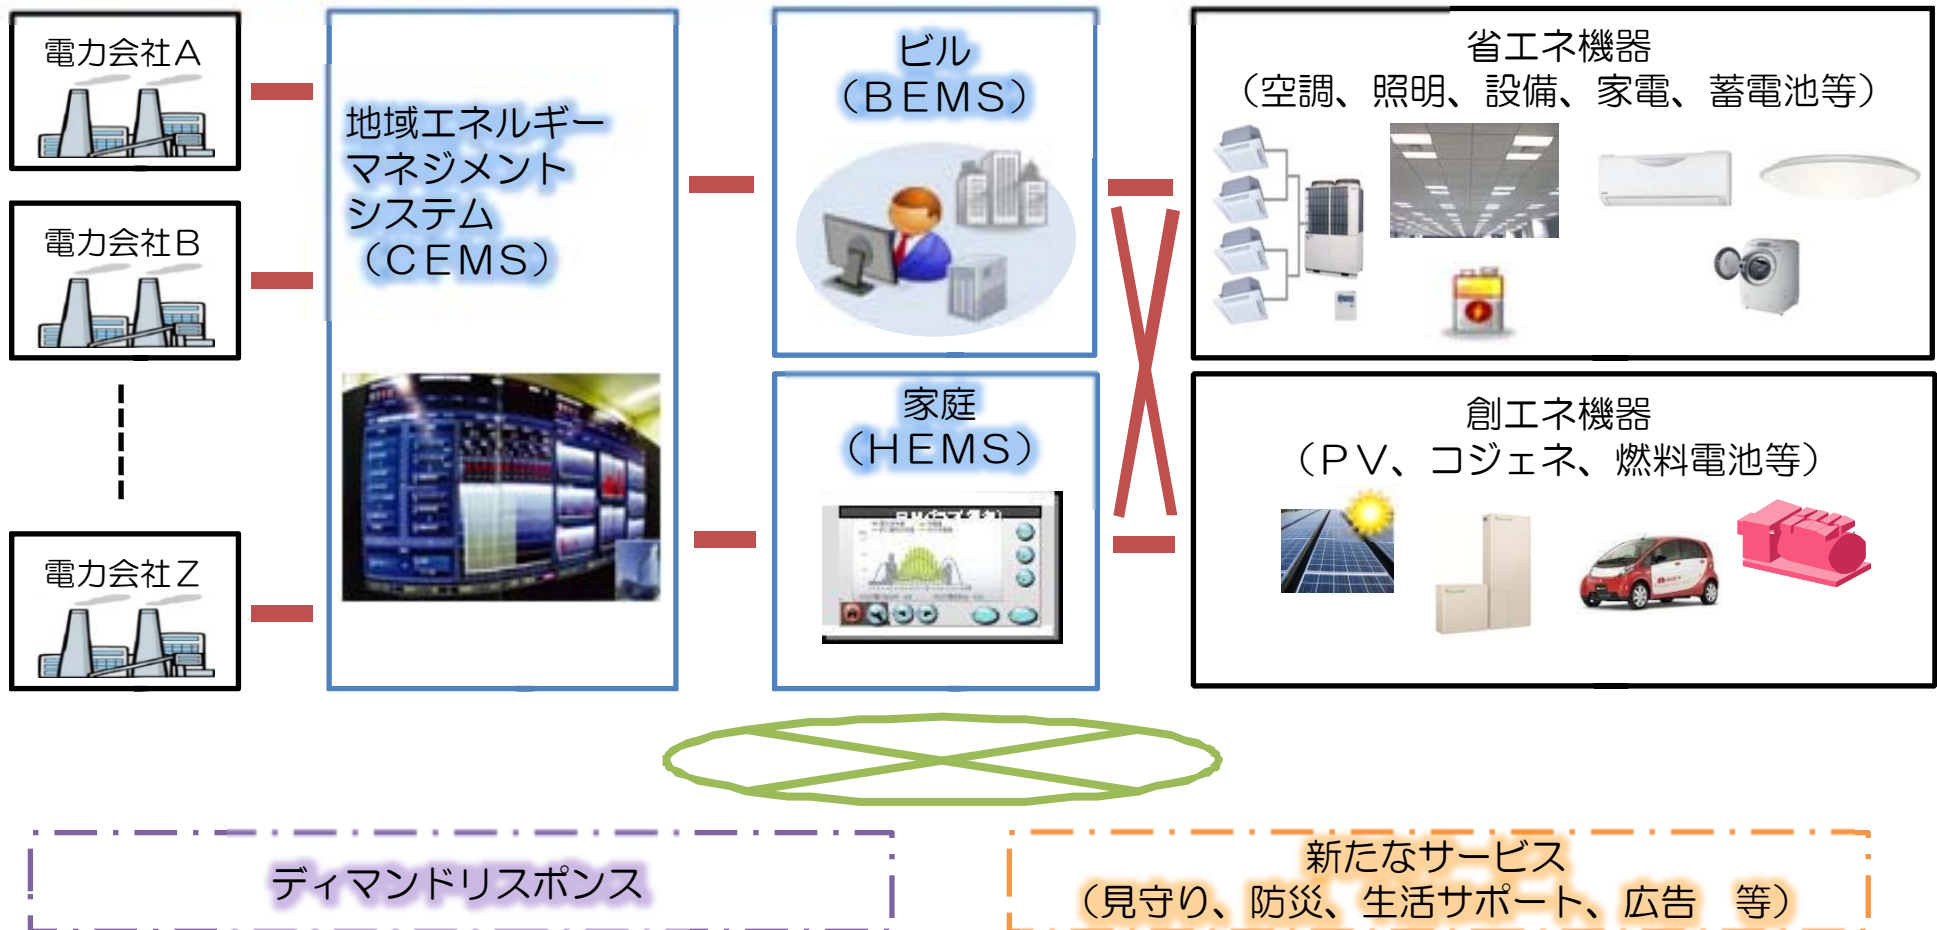 電力会社A
電力会社B
電力会社Z
地域エネルギー
マネジメント
システム
（CEMS）
ビル
（BEMS）
家庭
（HEMS）
省エネ機器
（空調、照明、設備、家電、蓄電池等）
創エネ機器
（PV、コジェネ、燃料電池等）
ディマンドリスポンス
新たなサービス
（見守り、防災、生活サポート、広告　等）